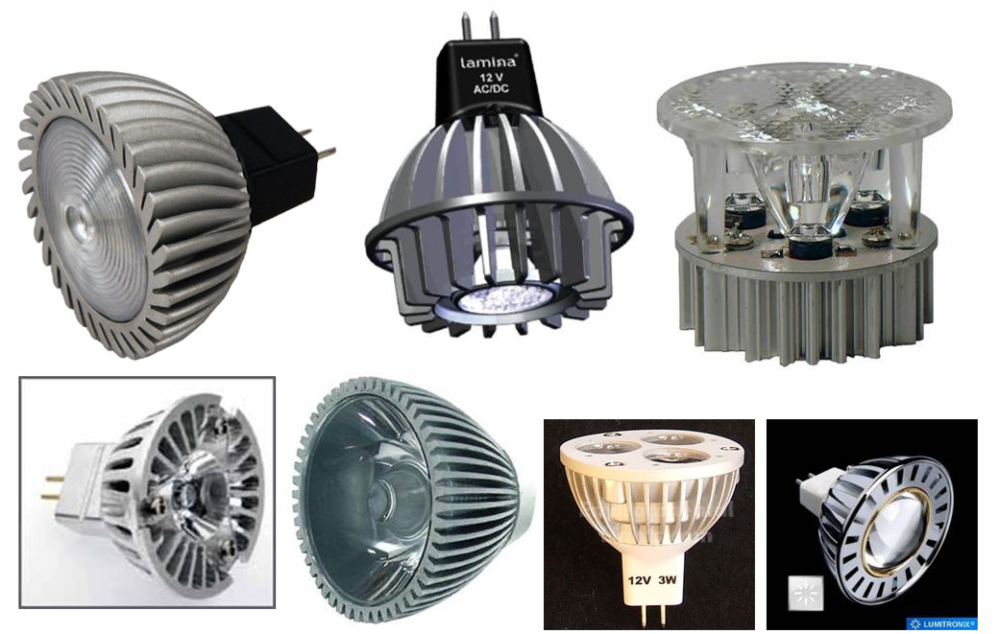 lamina®
12 V
AC/DC
12V 3W
LUMITRONIX®